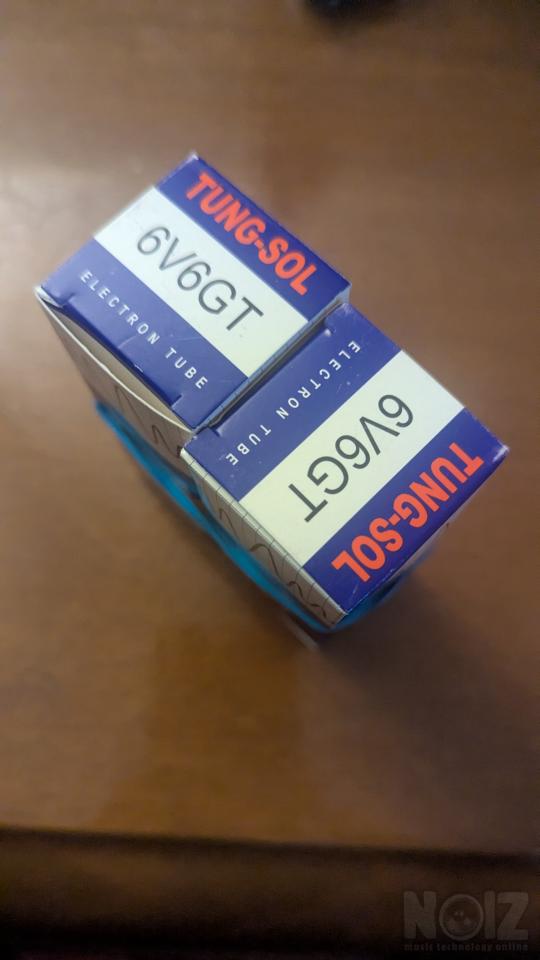 TUNG-SOL
6V6GT
ELECTRON TUBE
ELECTRON TUBE
6V6GT
TUNG-SOL
NOIZ
music technology online